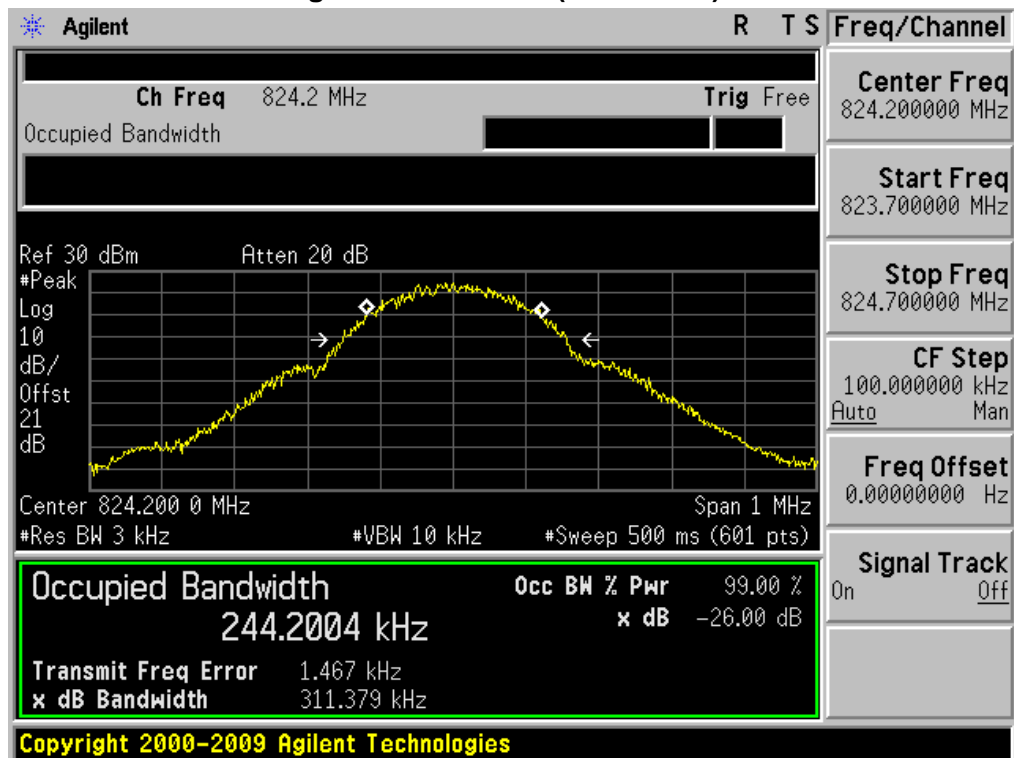 Agilent R T S Freq/Channel
Ch Freq 824.2 MHz Trig Free
Occupied Bandwidth
Center Freq
824.200000 MHz
Start Freq
823.700000 MHz
Stop Freq
824.700000 MHz
CF Step
100.000000 kHz
Auto Man
Freq Offset
0.00000000 Hz
Signal Track
On Off
Ref 30 dBm Atten 20 dB
#Peak
Log
10
dB/
Offst
21
dB
Center 824.200 0 MHz Span 1 MHz
#Res BW 3 kHz #VBW 10 kHz #Sweep 500 ms (601 pts)
Occupied Bandwidth
244.2004 kHz
Occ BW % Pwr 99.00 %
x dB -26.00 dB
Transmit Freq Error 1.467 kHz
x dB Bandwidth 311.379 kHz
Copyright 2000-2009 Agilent Technologies